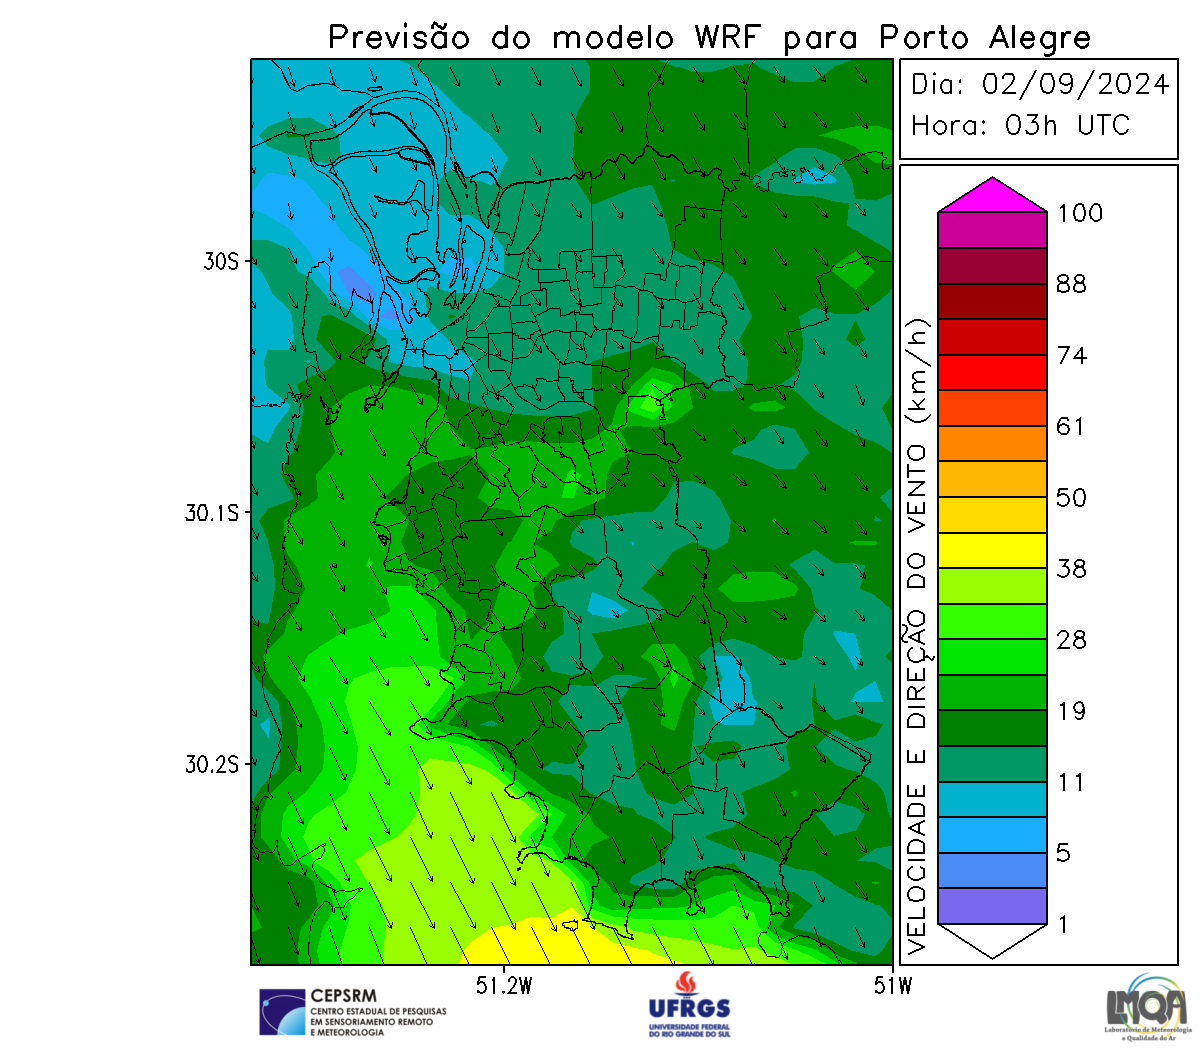 Previsão do modelo WRF para Porto Alegre
Dia: 02/09/2024
Hora: 03h UTC
100
88
74
61
50
38
28
19
11
5
1
VELOCIDADE E DIREÇÃO DO VENTO (km/h)
30S
30.1S
30.2S
51.2W
51W
CEPSRM
CENTRO ESTADUAL DE PESQUISAS
EM SENSORIAMENTO REMOTO
E METEOROLOGIA
UFRGS
UNIVERSIDADE FEDERAL
DO RIO GRANDE DO SUL
LMQA
Laboratório de Meteorologia
e Qualidade do Ar